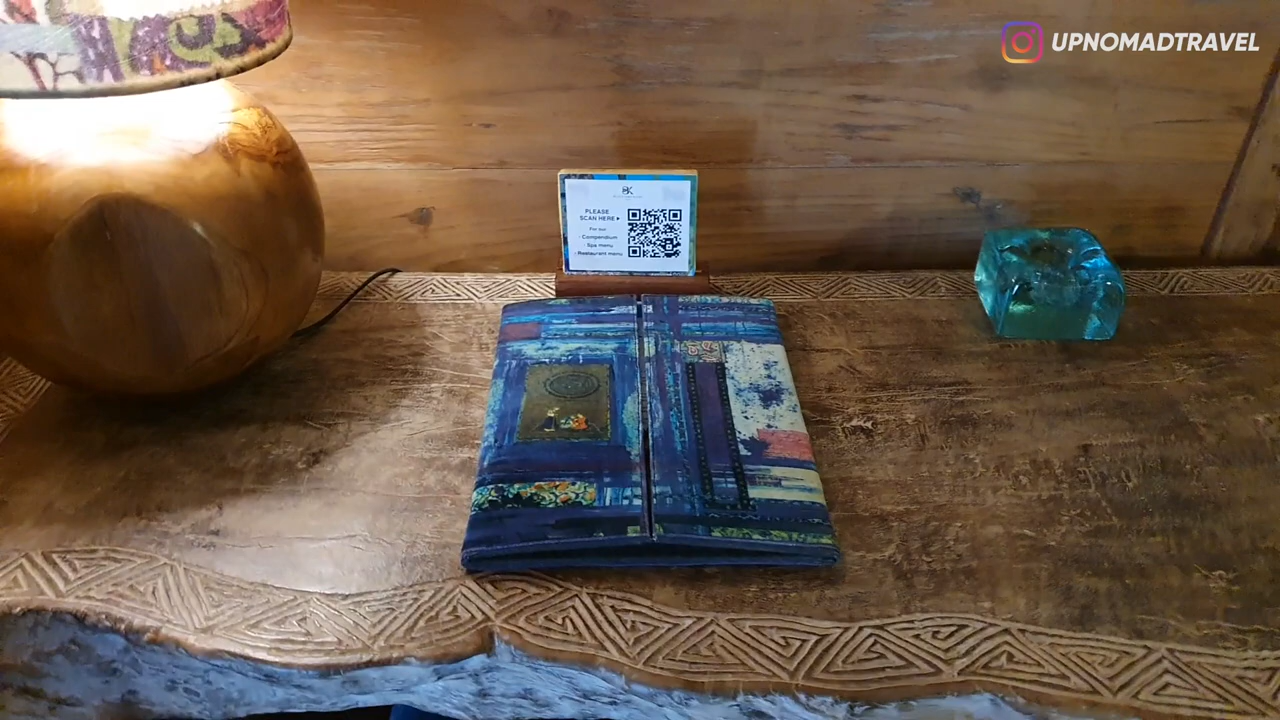 UPNOMADTRAVEL
PLEASE
SCAN HERE ▸
For our
· Compendium
· Spa menu
· Restaurant menu